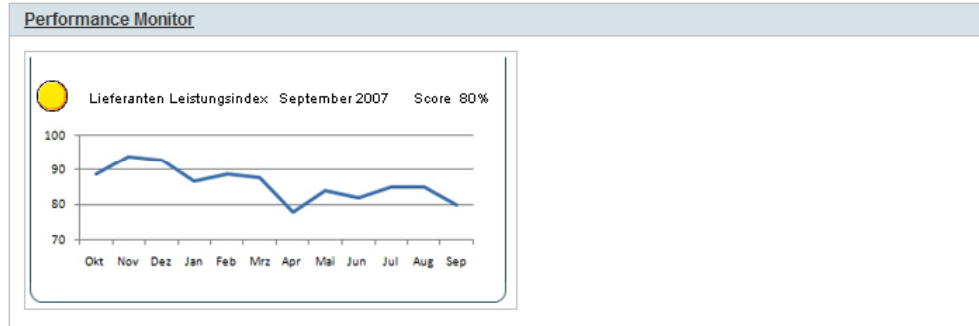 Performance Monitor
Lieferanten Leistungsindex September 2007 Score 80%
100
90
80
70
Okt Nov Dez Jan Feb Mrz Apr Mai Jun Jul Aug Sep